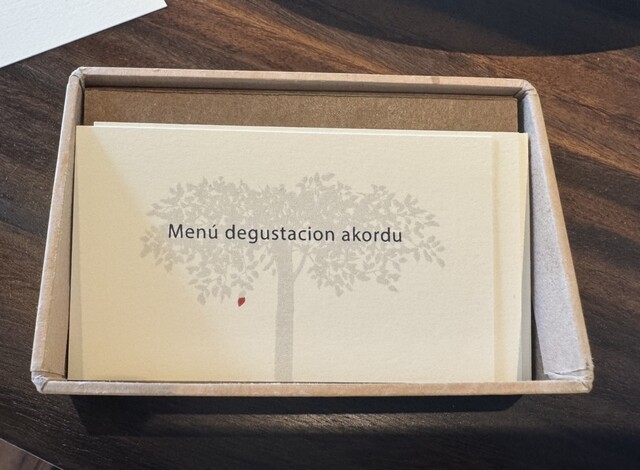 Menú degustacion akordu